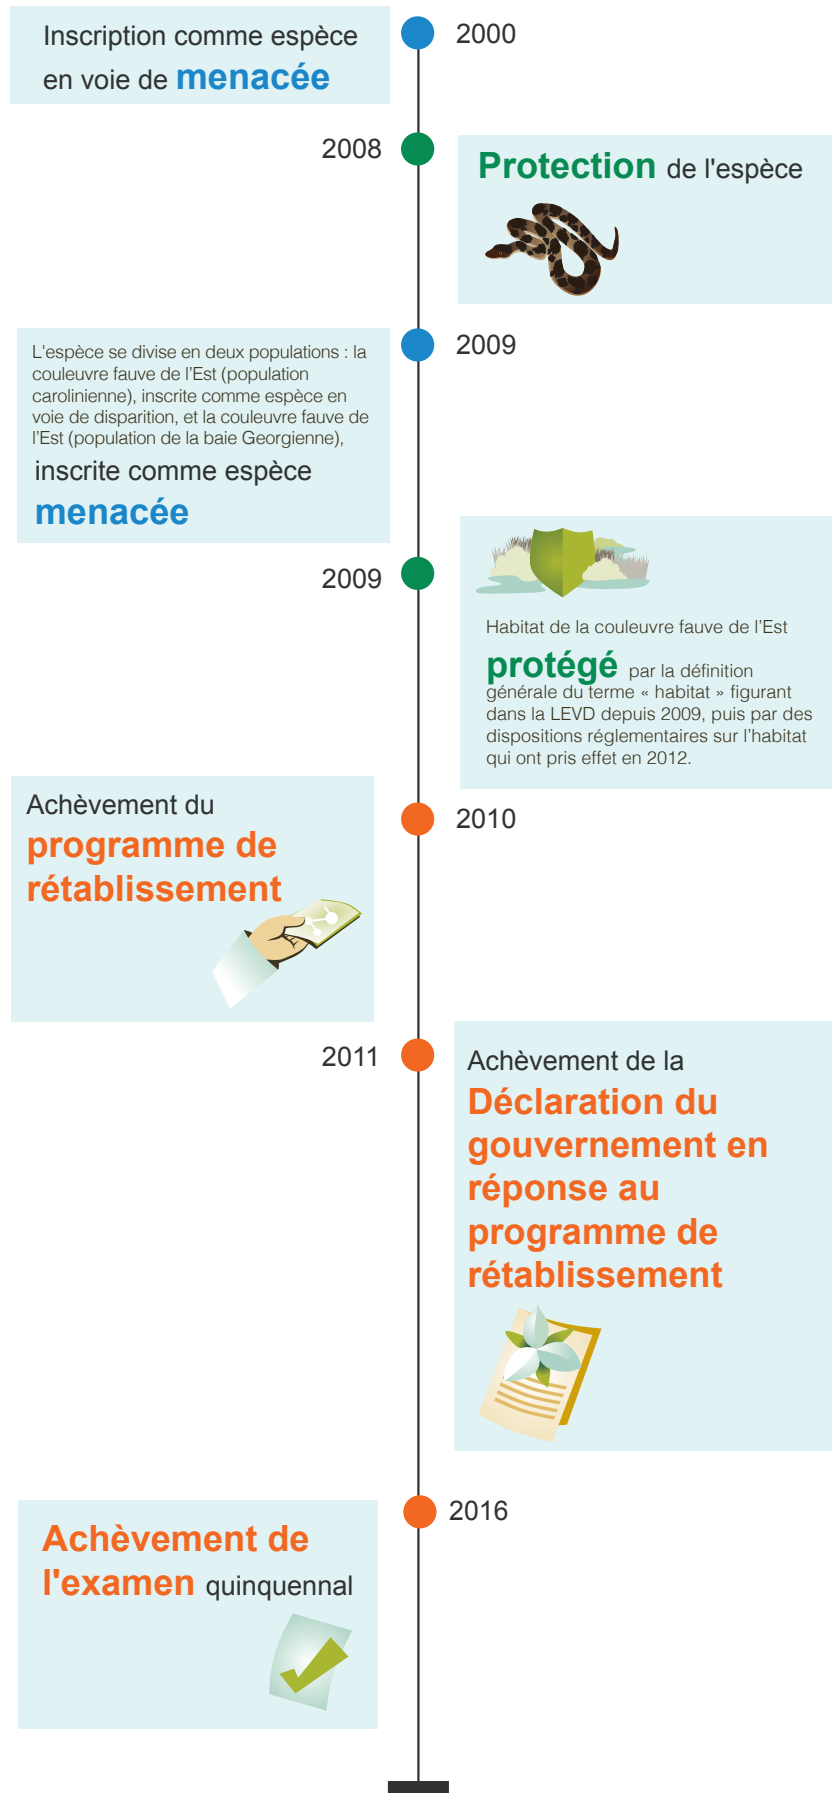 Inscription comme espèce
en voie de menacée
2000
2008
Protection de l'espèce
L'espèce se divise en deux populations : la
couleuvre fauve de l'Est (population
carolinienne), inscrite comme espèce en
voie de disparition, et la couleuvre fauve de
l'Est (population de la baie Georgienne),
inscrite comme espèce
menacée
2009
2009
Habitat de la couleuvre fauve de l'Est
protégé par la définition
générale du terme « habitat » figurant
dans la LEVD depuis 2009, puis par des
dispositions réglementaires sur l'habitat
qui ont pris effet en 2012.
Achèvement du
programme de
rétablissement
2010
2011
Achèvement de la
Déclaration du
gouvernement en
réponse au
programme de
rétablissement
2016
Achèvement de
l'examen quinquennal